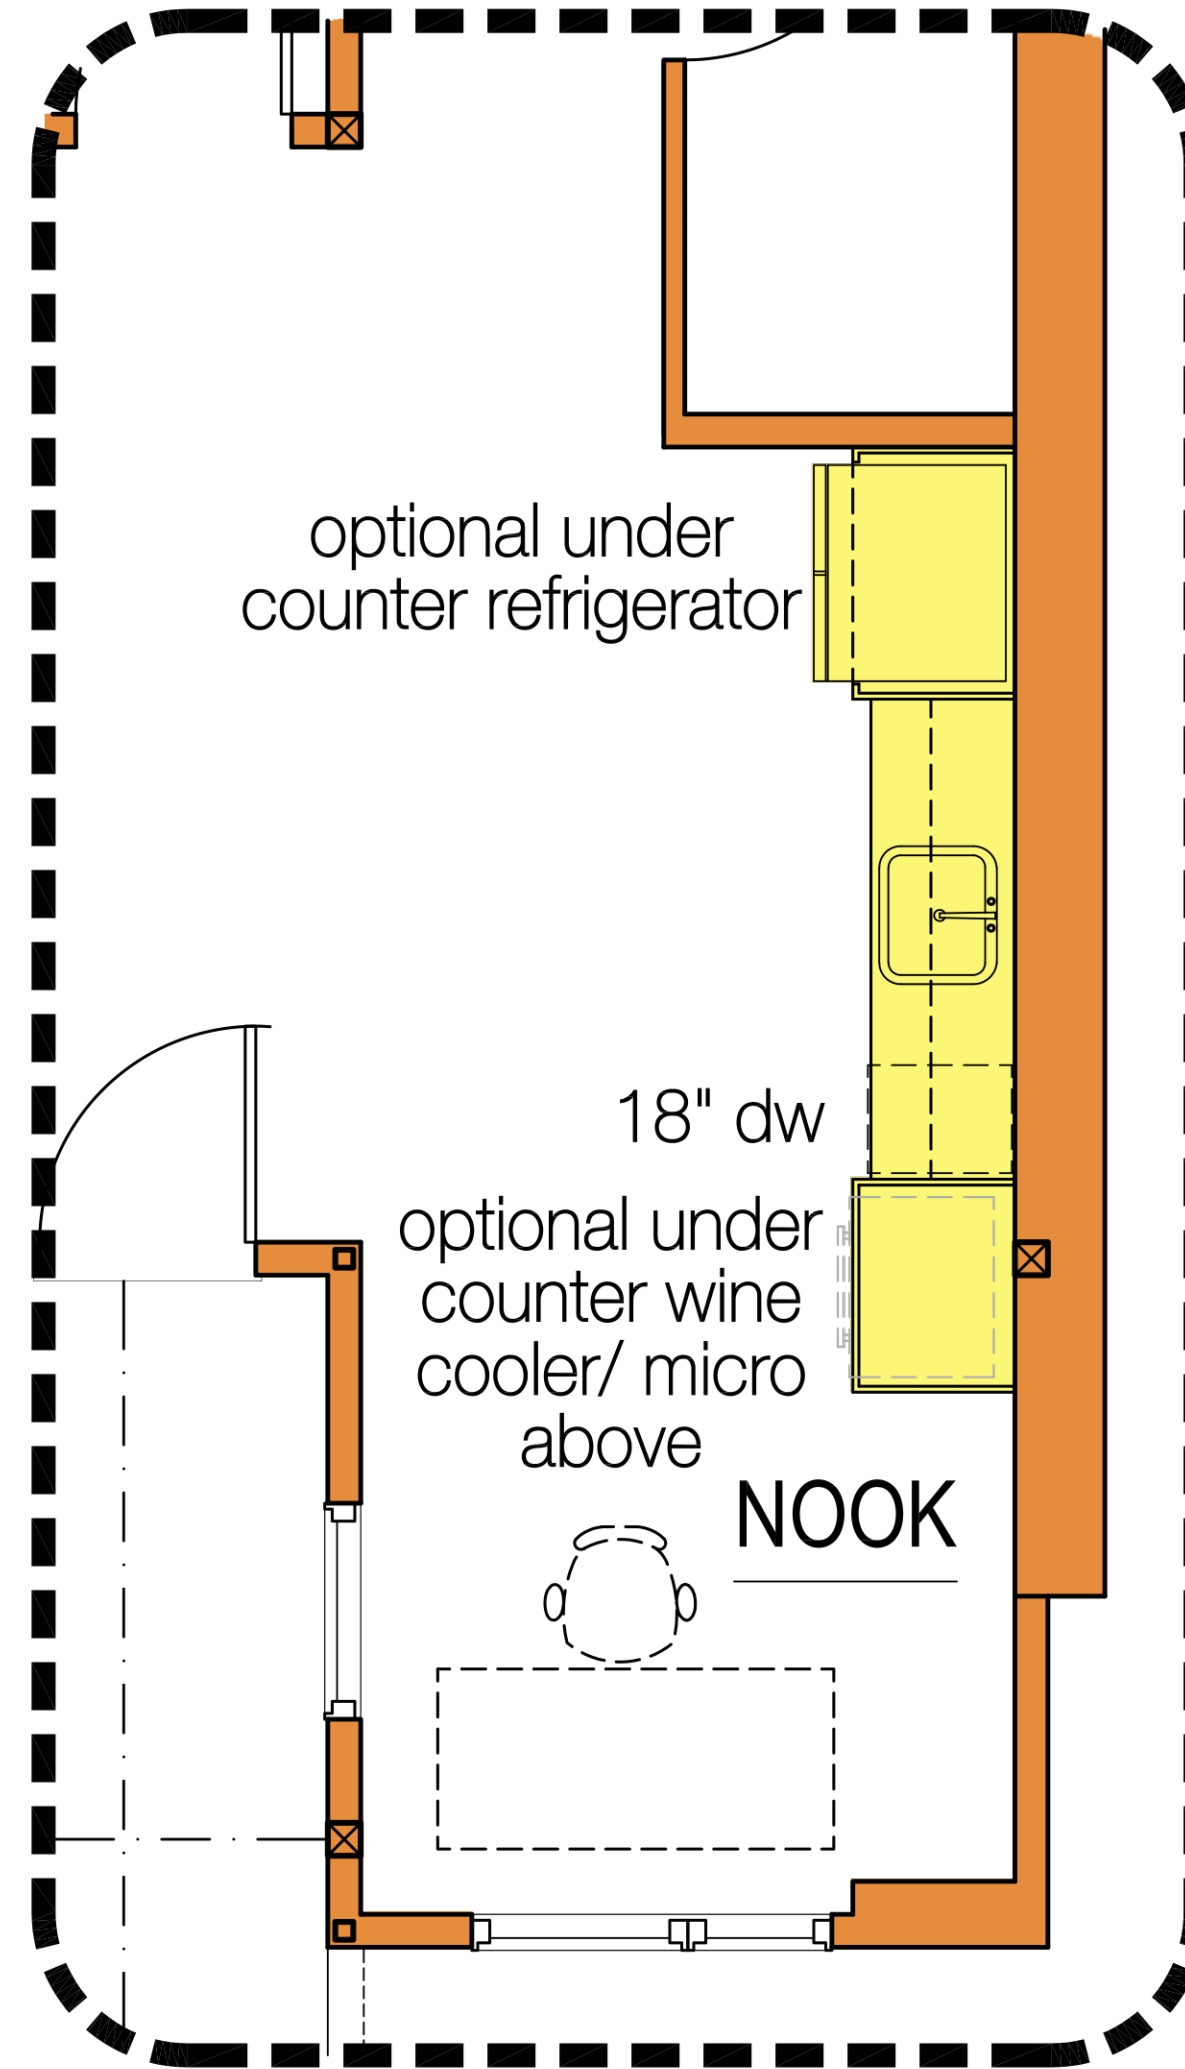 optional under
counter refrigerator
18" dw
optional under
counter wine
cooler/ micro
above
NOOK